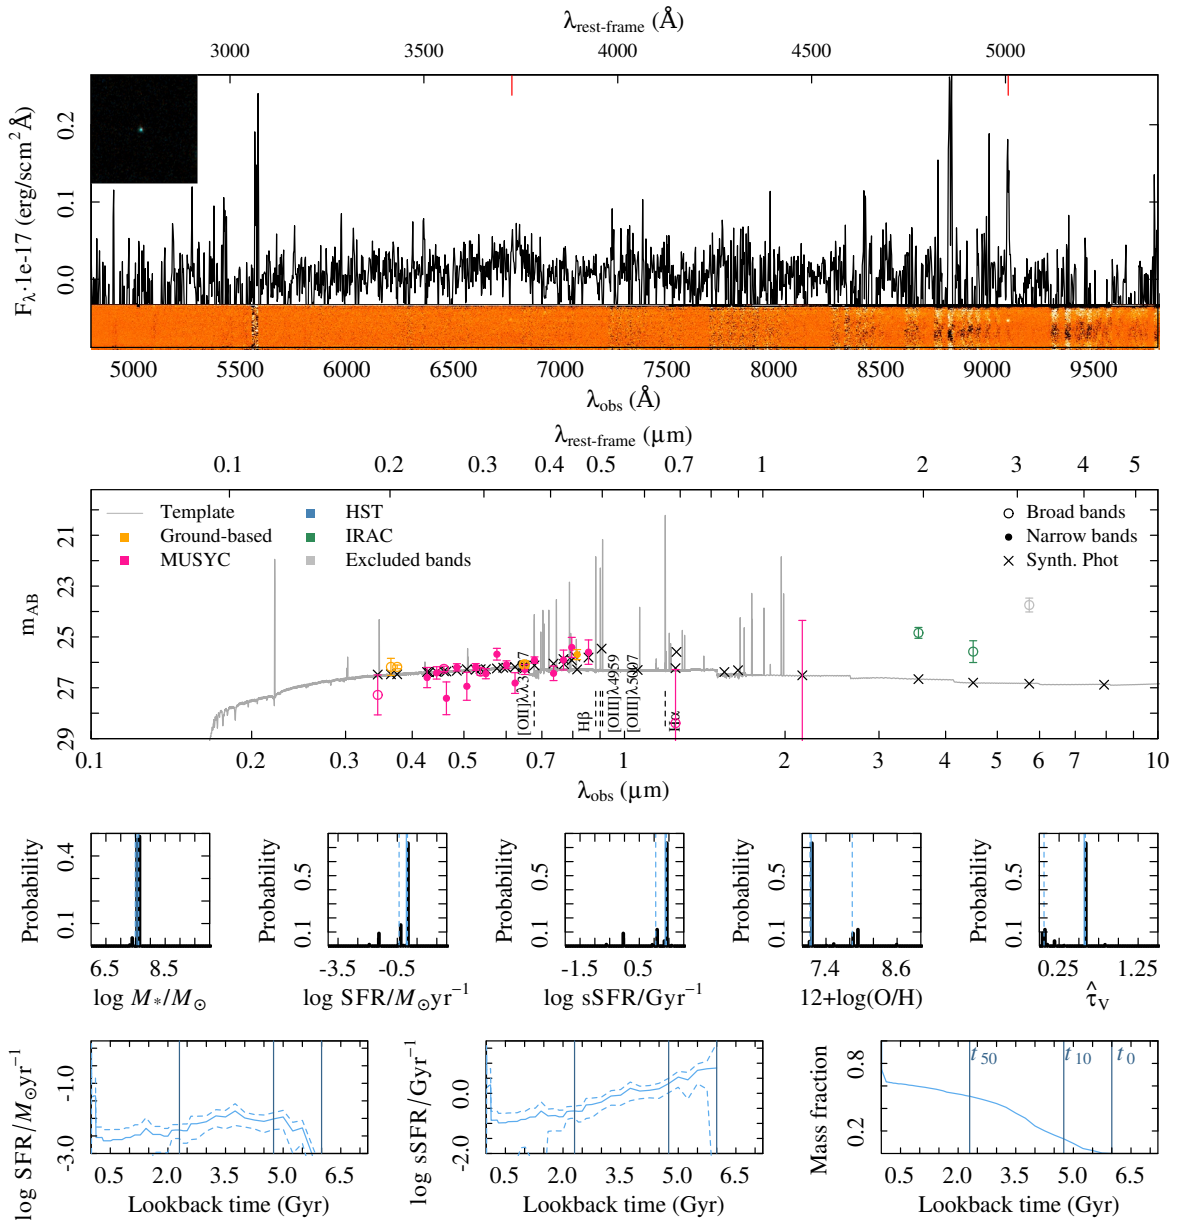 λrest-frame (Å)
3000 3500 4000 4500 5000
Fλ·1e-17 (erg/scm²Å)
0.0 0.1 0.2
5000 5500 6000 6500 7000 7500 8000 8500 9000 9500
λobs (Å)
λrest-frame (μm)
0.1 0.2 0.3 0.4 0.5 0.7 1 2 3 4 5
mAB
21 23 25 27 29
Template
Ground-based
MUSYC
HST
IRAC
Excluded bands
Broad bands
Narrow bands
Synth. Phot
Hβ
[OIII]λ4959
[OIII]λ5007
Hα
0.1 0.2 0.3 0.4 0.5 0.7 1 2 3 4 5 6 7 10
λobs (μm)
Probability
0.1 0.4
6.5 8.5
log M*/M⊙
Probability
0.1 0.5
-3.5 -0.5
log SFR/M⊙yr⁻¹
Probability
0.1 0.5
-1.5 0.5
log sSFR/Gyr⁻¹
Probability
0.1 0.5
7.4 8.6
12+log(O/H)
Probability
0.1 0.5
0.25 1.25
τ̂V
log SFR/M⊙yr⁻¹
-3.0 -1.0
0.5 2.0 3.5 5.0 6.5
Lookback time (Gyr)
log sSFR/Gyr⁻¹
-2.0 0.0
0.5 2.0 3.5 5.0 6.5
Lookback time (Gyr)
Mass fraction
0.2 0.8
t50 t10 t0
0.5 2.0 3.5 5.0 6.5
Lookback time (Gyr)